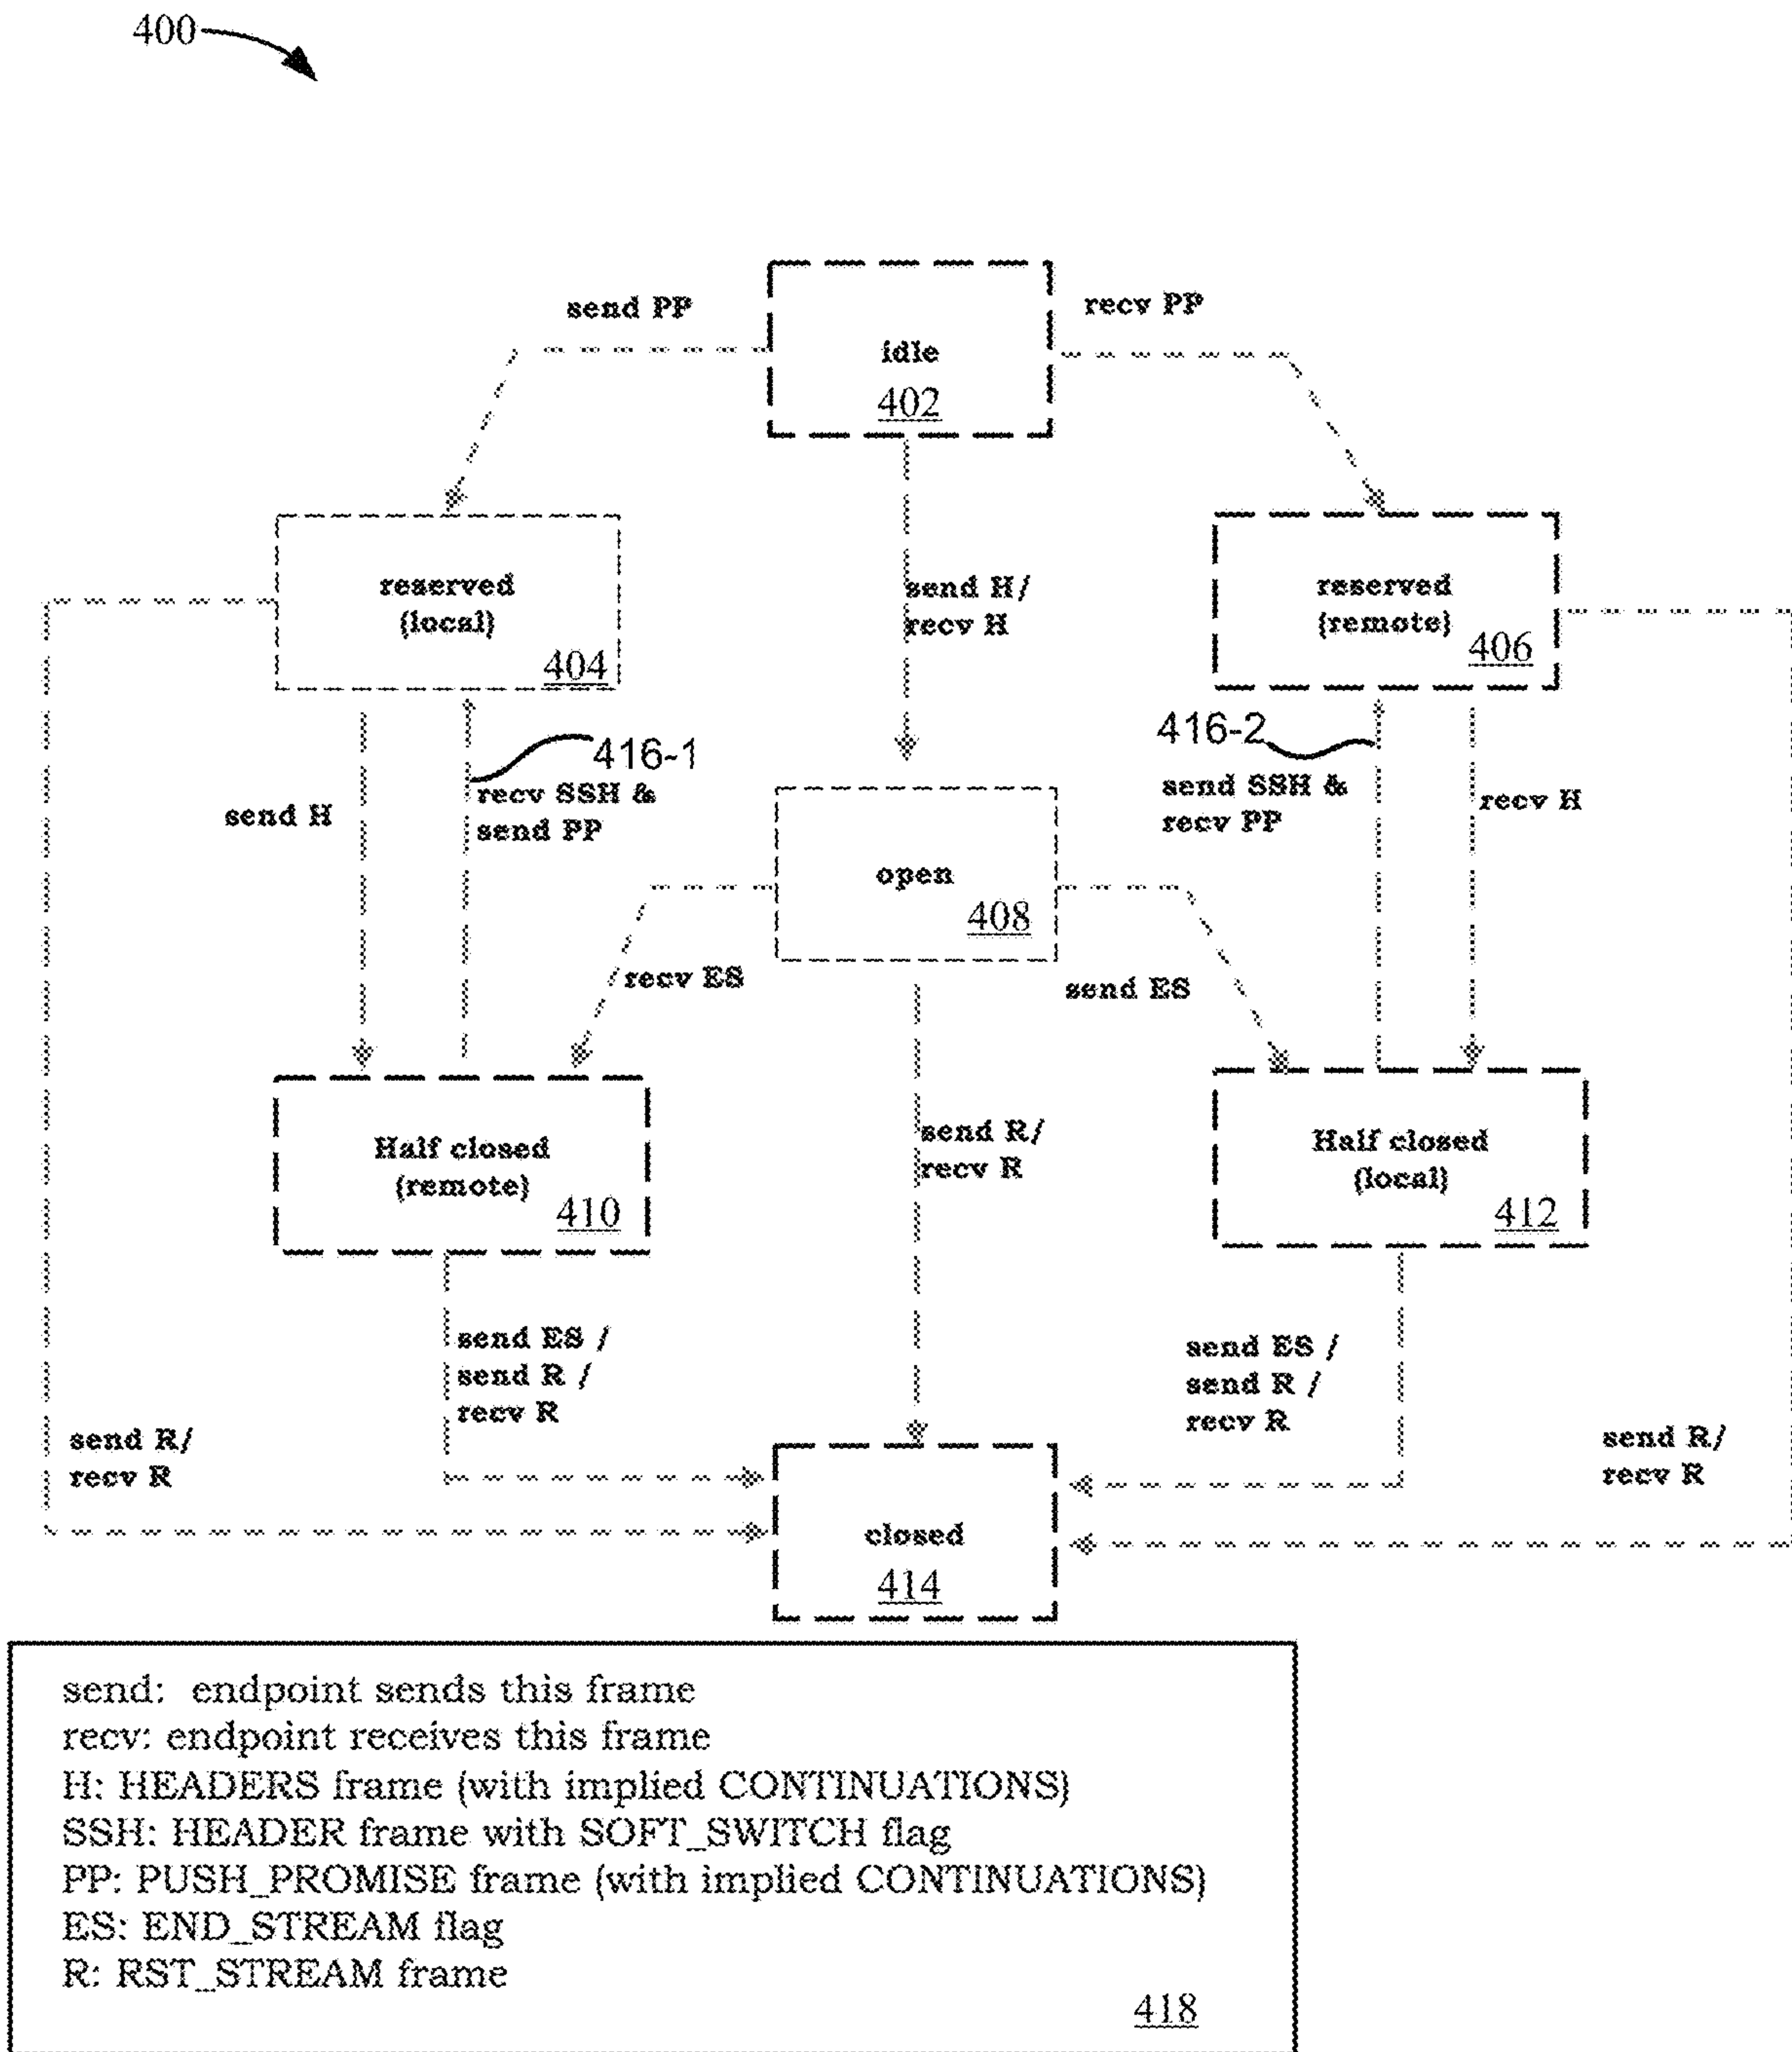 400
send PP
recv PP
idle
402
reserved
(local)
404
send H/
recv H
reserved
(remote)
406
416-1
416-2
send H
recv SSH &
send PP
send SSH &
recv PP
recv H
open
408
recv ES
send ES
Half closed
(remote)
410
send R/
recv R
Half closed
(local)
412
send ES /
send R /
recv R
send ES /
send R /
recv R
send R/
recv R
send R/
recv R
closed
414
send: endpoint sends this frame
recv: endpoint receives this frame
H: HEADERS frame (with implied CONTINUATIONS)
SSH: HEADER frame with SOFT_SWITCH flag
PP: PUSH_PROMISE frame (with implied CONTINUATIONS)
ES: END_STREAM flag
R: RST_STREAM frame
418